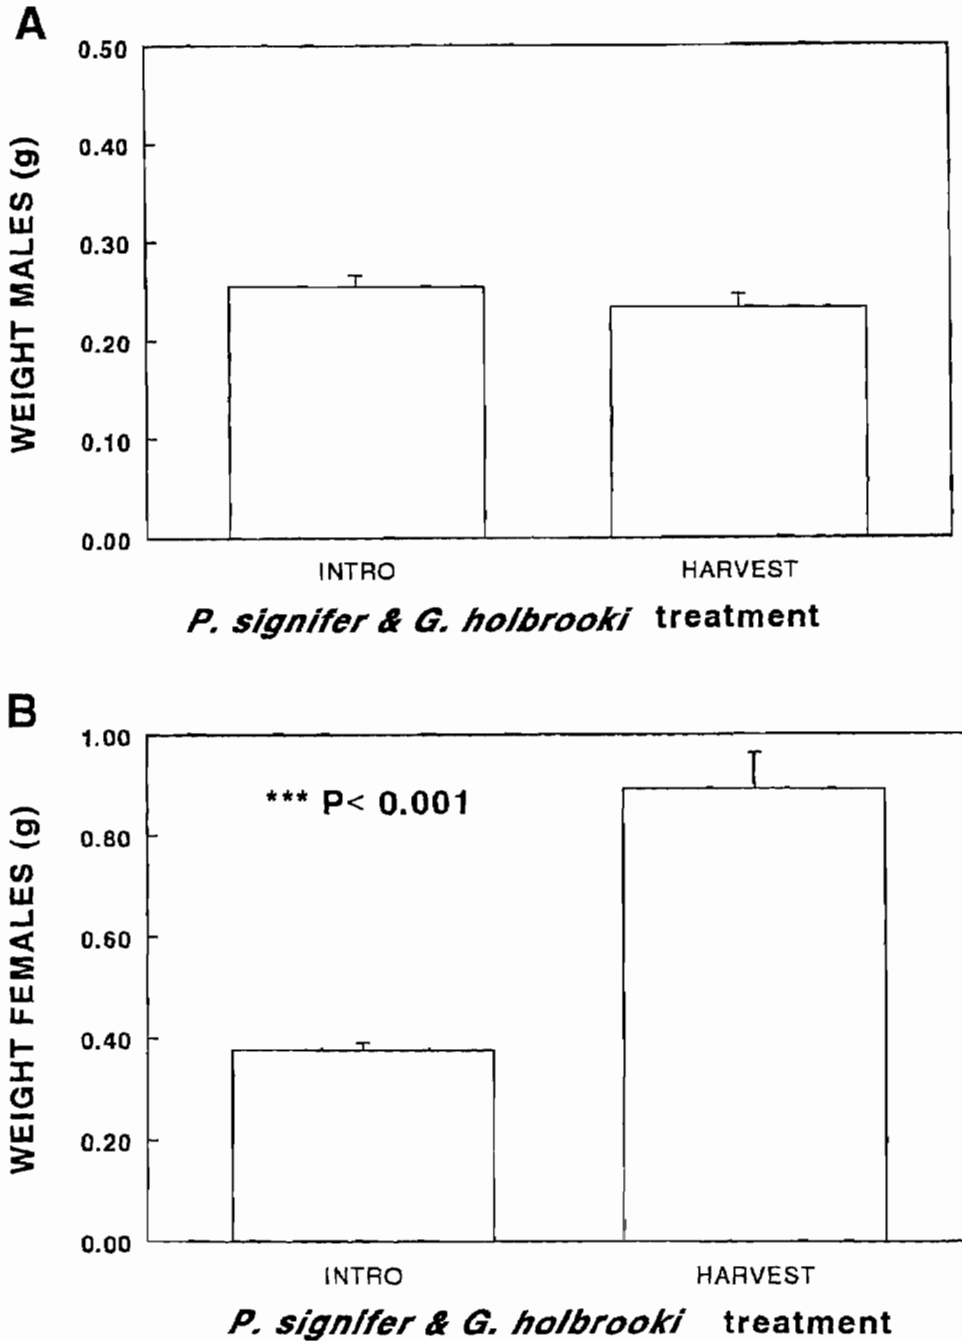 A
0.50
0.40
0.30
0.20
0.10
0.00
WEIGHT MALES (g)
INTRO HARVEST
P. signifer & G. holbrooki treatment
B
1.00
0.80
0.60
0.40
0.20
0.00
WEIGHT FEMALES (g)
*** P< 0.001
INTRO HARVEST
P. signifer & G. holbrooki treatment